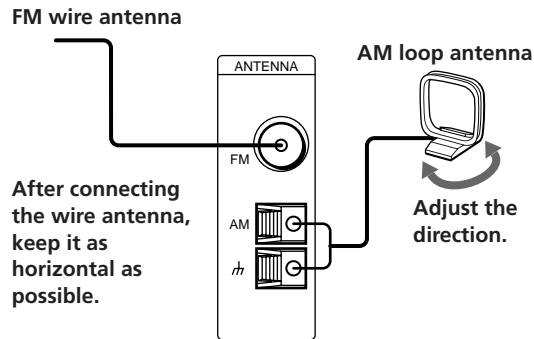 FM wire antenna
ANTENNA
AM loop antenna
FM
After connecting
the wire antenna,
keep it as
horizontal as
possible.
AM
Adjust the
direction.